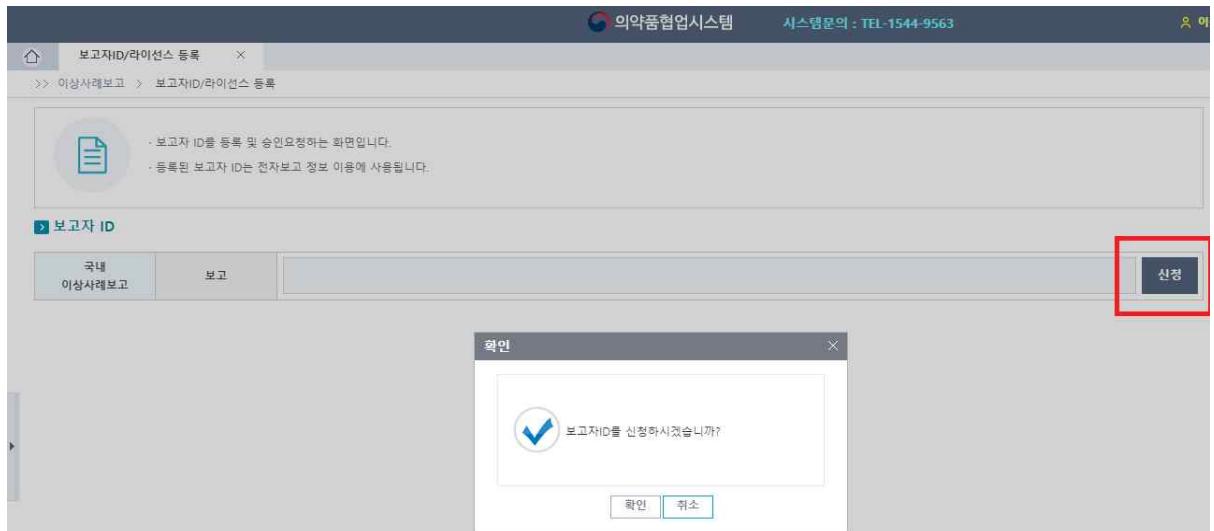 의약품협업시스템
시스템문의 : TEL-1544-9563
이
보고자ID/라이선스 등록 ×
>> 이상사례보고 > 보고자ID/라이선스 등록
· 보고자 ID를 등록 및 승인요청하는 화면입니다.
· 등록된 보고자 ID는 전자보고 정보 이용에 사용됩니다.
보고자 ID
국내
이상사례보고
보고
신청
확인
보고자ID를 신청하시겠습니까?
확인 취소